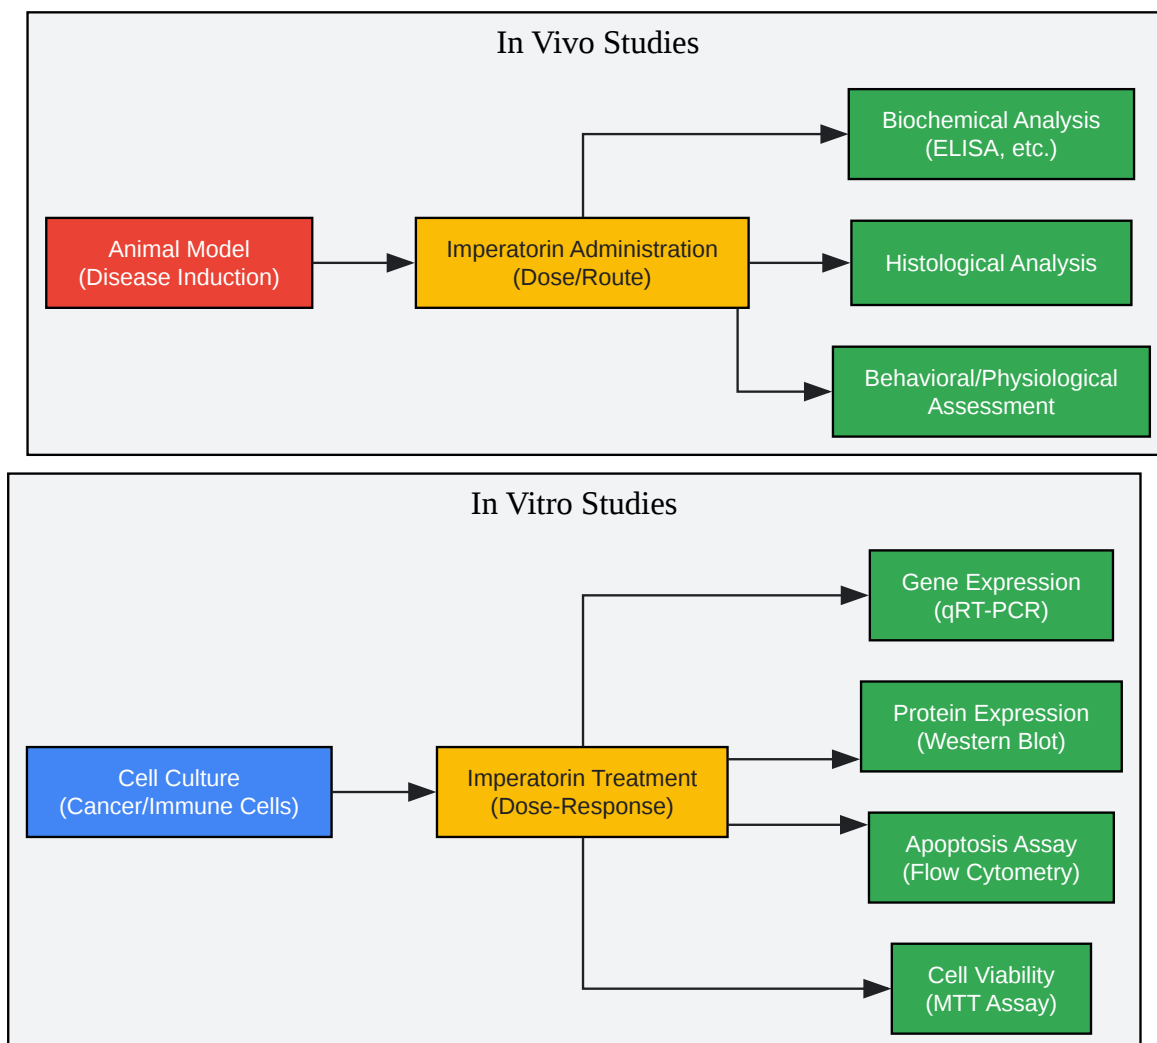 In Vivo Studies
Biochemical Analysis
(ELISA, etc.)
Animal Model
(Disease Induction)
Imperatorin Administration
(Dose/Route)
Histological Analysis
Behavioral/Physiological
Assessment
In Vitro Studies
Gene Expression
(qRT-PCR)
Protein Expression
(Western Blot)
Cell Culture
(Cancer/Immune Cells)
Imperatorin Treatment
(Dose-Response)
Apoptosis Assay
(Flow Cytometry)
Cell Viability
(MTT Assay)